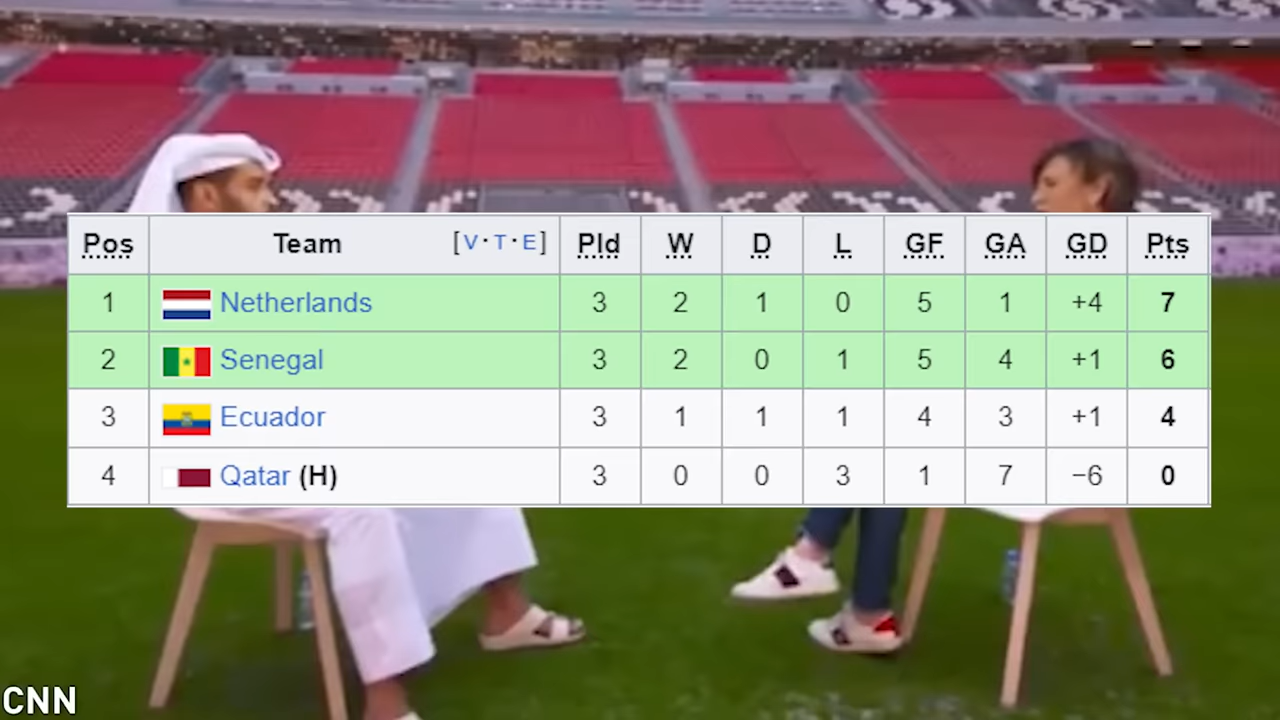 Pos Team [V·T·E] Pld W D L GF GA GD Pts
1 Netherlands 3 2 1 0 5 1 +4 7
2 Senegal 3 2 0 1 5 4 +1 6
3 Ecuador 3 1 1 1 4 3 +1 4
4 Qatar (H) 3 0 0 3 1 7 −6 0
CNN